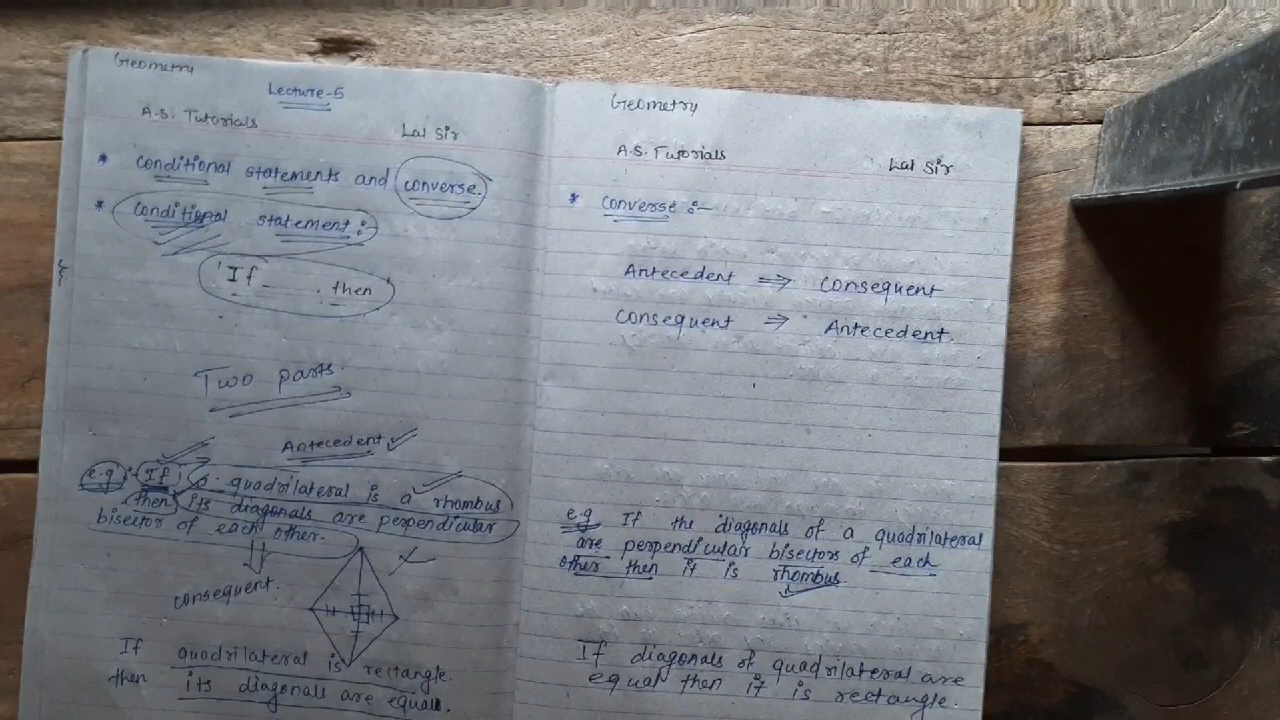 Geometry
Lecture-5
A.S. Tutorials Lal Sir
* Conditional statements and converse.
* Conditional statement :-
'If . then
Two parts.
Antecedent
e.g. If a quadrilateral is a rhombus
then its diagonals are perpendicular
bisector of each other.
consequent.
If quadrilateral is rectangle.
then its diagonals are equal.
Geometry
A.S. Tutorials Lal Sir
* Converse :-
Antecedent ⇒ Consequent
Consequent ⇒ Antecedent.
e.g If the diagonals of a quadrilateral
are perpendicular bisectors of each
other then it is rhombus.
If diagonals of quadrilateral are
equal then it is rectangle.